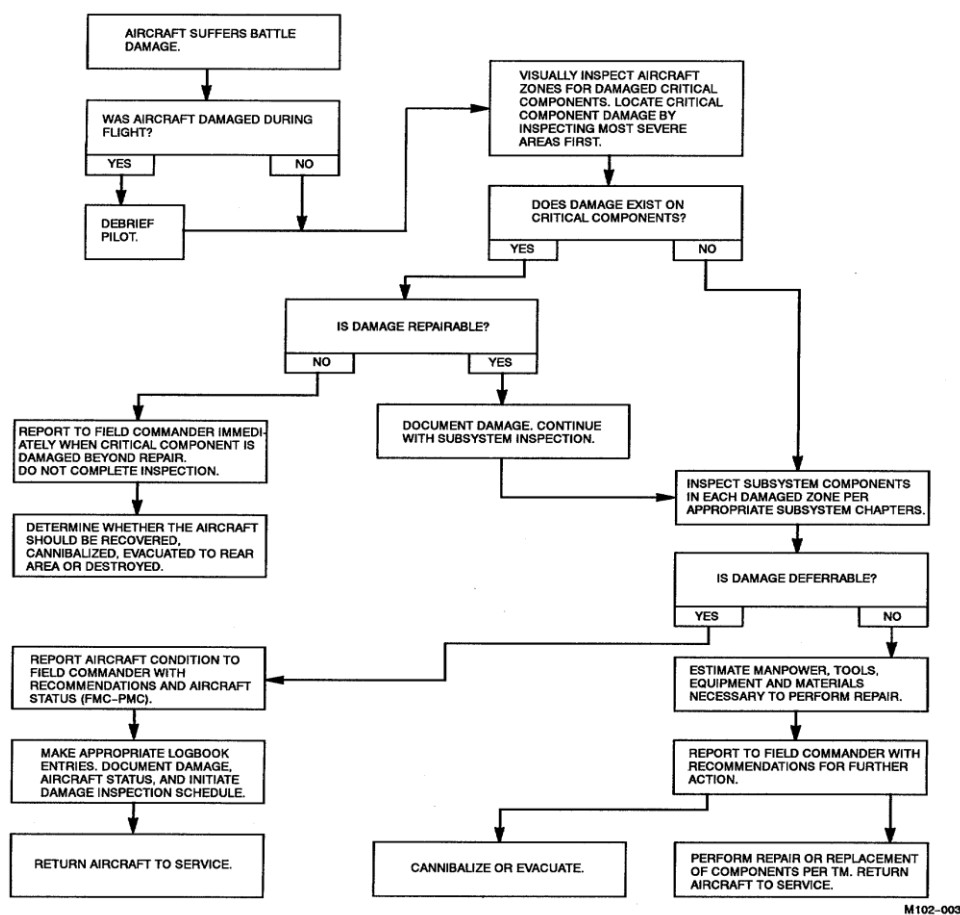 AIRCRAFT SUFFERS BATTLE
DAMAGE.
WAS AIRCRAFT DAMAGED DURING
FLIGHT?
YES
NO
DEBRIEF
PILOT.
VISUALLY INSPECT AIRCRAFT
ZONES FOR DAMAGED CRITICAL
COMPONENTS. LOCATE CRITICAL
COMPONENT DAMAGE BY
INSPECTING MOST SEVERE
AREAS FIRST.
DOES DAMAGE EXIST ON
CRITICAL COMPONENTS?
YES
NO
IS DAMAGE REPAIRABLE?
NO
YES
REPORT TO FIELD COMMANDER IMMEDI-
ATELY WHEN CRITICAL COMPONENT IS
DAMAGED BEYOND REPAIR.
DO NOT COMPLETE INSPECTION.
DOCUMENT DAMAGE. CONTINUE
WITH SUBSYSTEM INSPECTION.
DETERMINE WHETHER THE AIRCRAFT
SHOULD BE RECOVERED,
CANNIBALIZED, EVACUATED TO REAR
AREA OR DESTROYED.
INSPECT SUBSYSTEM COMPONENTS
IN EACH DAMAGED ZONE PER
APPROPRIATE SUBSYSTEM CHAPTERS.
IS DAMAGE DEFERRABLE?
YES
NO
REPORT AIRCRAFT CONDITION TO
FIELD COMMANDER WITH
RECOMMENDATIONS AND AIRCRAFT
STATUS (FMC-PMC).
ESTIMATE MANPOWER, TOOLS,
EQUIPMENT AND MATERIALS
NECESSARY TO PERFORM REPAIR.
MAKE APPROPRIATE LOGBOOK
ENTRIES. DOCUMENT DAMAGE,
AIRCRAFT STATUS, AND INITIATE
DAMAGE INSPECTION SCHEDULE.
REPORT TO FIELD COMMANDER WITH
RECOMMENDATIONS FOR FURTHER
ACTION.
RETURN AIRCRAFT TO SERVICE.
CANNIBALIZE OR EVACUATE.
PERFORM REPAIR OR REPLACEMENT
OF COMPONENTS PER TM. RETURN
AIRCRAFT TO SERVICE.
M102-003